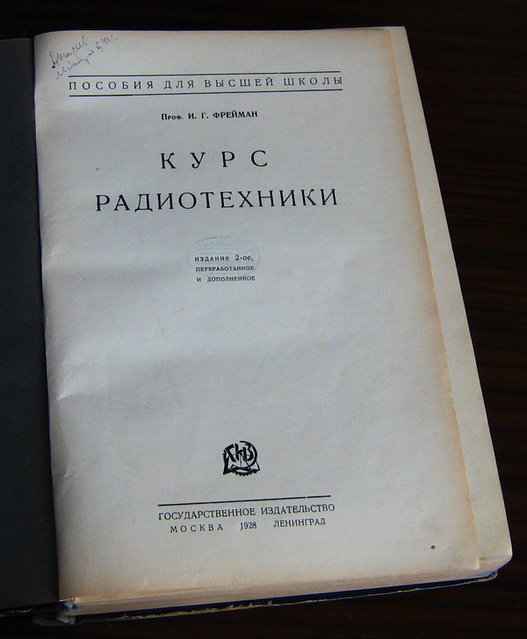 ПОСОБИЯ ДЛЯ ВЫСШЕЙ ШКОЛЫ
Проф. И. Г. ФРЕЙМАН
КУРС
РАДИОТЕХНИКИ
ИЗДАНИЕ 2-ОЕ,
ПЕРЕРАБОТАННОЕ
И ДОПОЛНЕННОЕ
ГОСУДАРСТВЕННОЕ ИЗДАТЕЛЬСТВО
МОСКВА 1928 ЛЕНИНГРАД